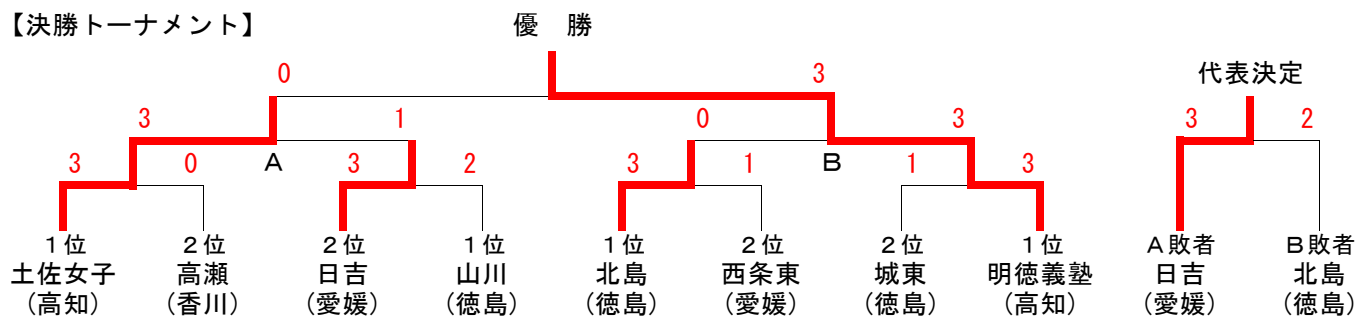 【決勝トーナメント】
優　勝
0 3 代表決定
3 1 0 3 3 2
3 0 A 3 2 3 1 B 1 3
1位 2位 2位 1位 1位 2位 2位 1位 A敗者 B敗者
土佐女子 高瀬 日吉 山川 北島 西条東 城東 明徳義塾 日吉 北島
(高知) (香川) (愛媛) (徳島) (徳島) (愛媛) (徳島) (高知) (愛媛) (徳島)